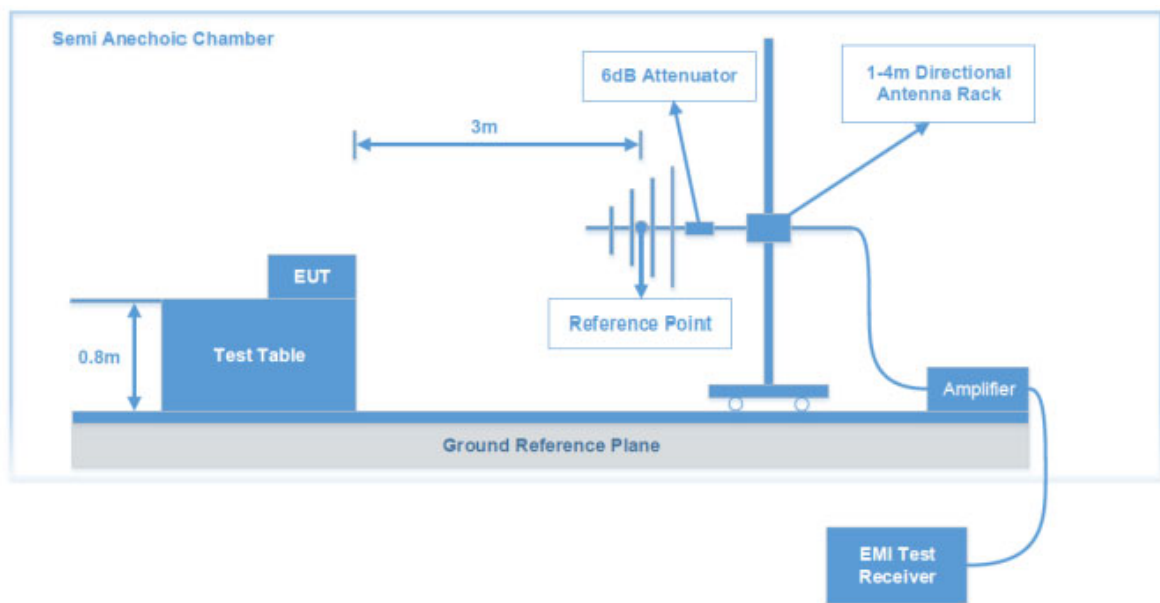 Semi Anechoic Chamber
6dB Attenuator
1-4m Directional
Antenna Rack
3m
EUT
Reference Point
0.8m
Test Table
Amplifier
Ground Reference Plane
EMI Test
Receiver